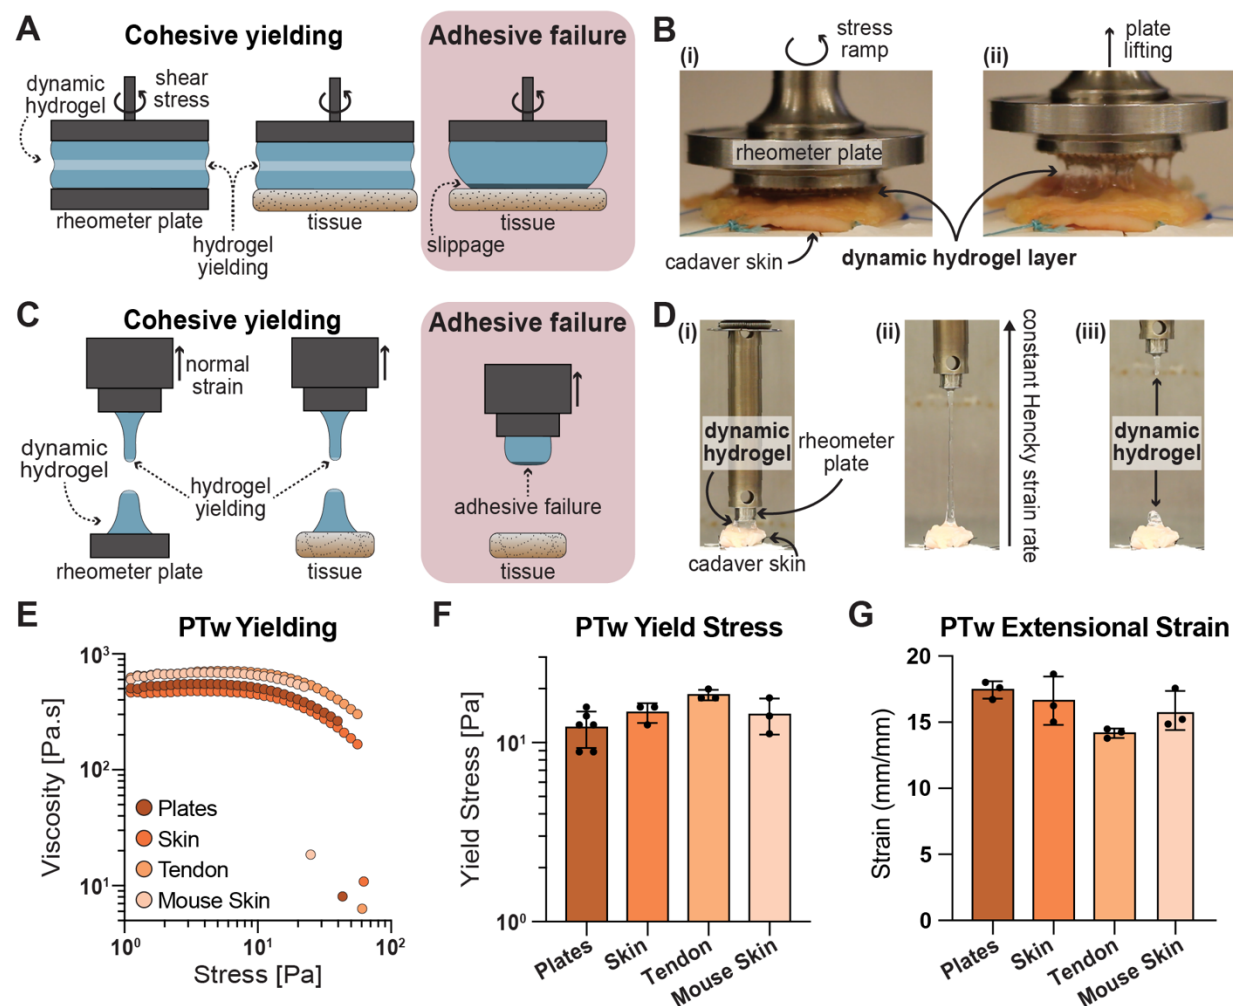 A
Cohesive yielding
Adhesive failure
dynamic
hydrogel
shear
stress
rheometer plate
hydrogel
yielding
tissue
slippage
tissue
B
(i)
stress
ramp
(ii)
plate
lifting
rheometer plate
cadaver skin
dynamic hydrogel layer
C
Cohesive yielding
Adhesive failure
normal
strain
dynamic
hydrogel
hydrogel
yielding
adhesive failure
rheometer plate
tissue
tissue
D
(i)
(ii)
(iii)
dynamic
hydrogel
rheometer
plate
cadaver skin
constant Hencky strain rate
dynamic
hydrogel
E
PTw Yielding
Viscosity [Pa.s]
10³
10²
10¹
Plates
Skin
Tendon
Mouse Skin
10⁰
10¹
10²
Stress [Pa]
F
PTw Yield Stress
Yield Stress [Pa]
10¹
10⁰
Plates
Skin
Tendon
Mouse Skin
G
PTw Extensional Strain
Strain (mm/mm)
20
15
15
5
0
Plates
Skin
Tendon
Mouse Skin